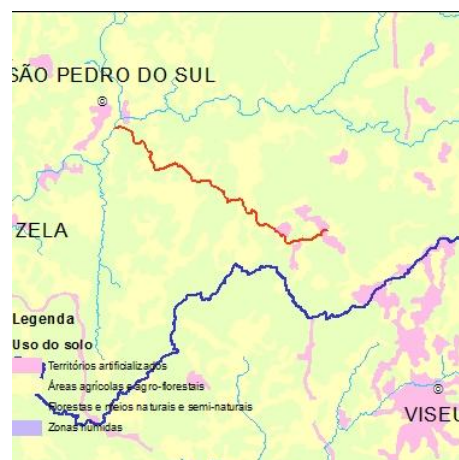 SÃO PEDRO DO SUL
ZELA
Legenda
Uso do solo
Territórios artificializados
Áreas agrícolas e agro-florestais
Florestas e meios naturais e semi-naturais
Zonas húmidas
VISEU